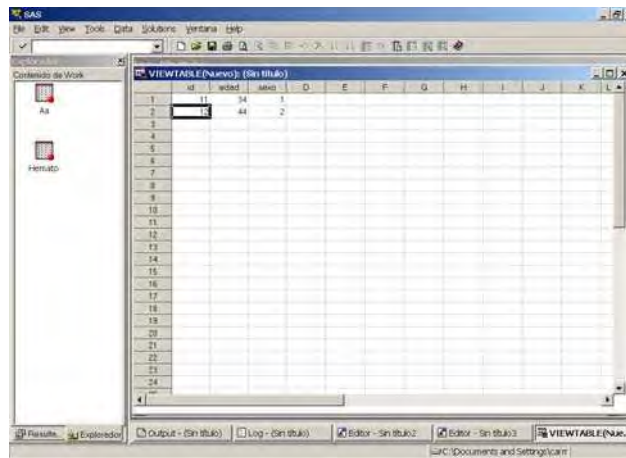 SAS
File Edit View Tools Data Solutions Ventana Help
Contenido de Work
Aa
Hemato
VIEWTABLE(Nuevo): (Sin título)
id edad sexo D E F G H I J K L
1 11 34 1
2 12 44 2
3
4
5
6
7
8
9
10
11
12
13
14
15
16
17
18
19
20
21
22
23
24
Results Explorador Output - (Sin título) Log - (Sin título) Editor - Sin título2 Editor - Sin título3 VIEWTABLE(Nue..
C:\Documents and Settings\carr